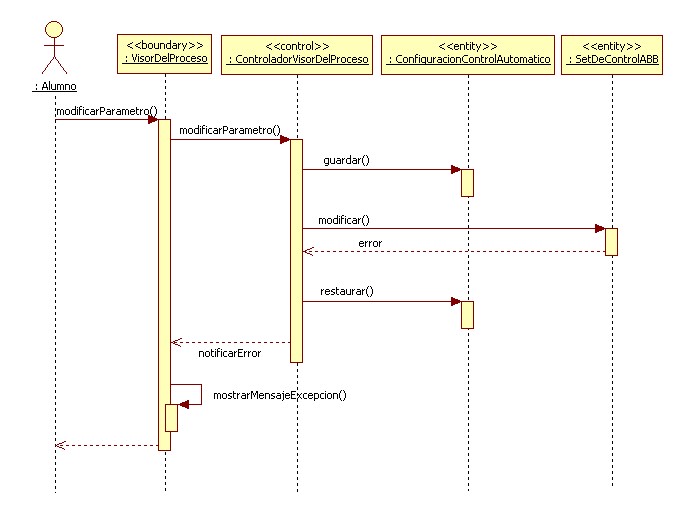 <<boundary>>
: VisorDelProceso
<<control>>
: ControladorVisorDelProceso
<<entity>>
: ConfiguracionControlAutomatico
<<entity>>
: SetDeControlABB
: Alumno
modificarParametro()
modificarParametro()
guardar()
modificar()
error
restaurar()
notificarError
mostrarMensajeExcepcion()